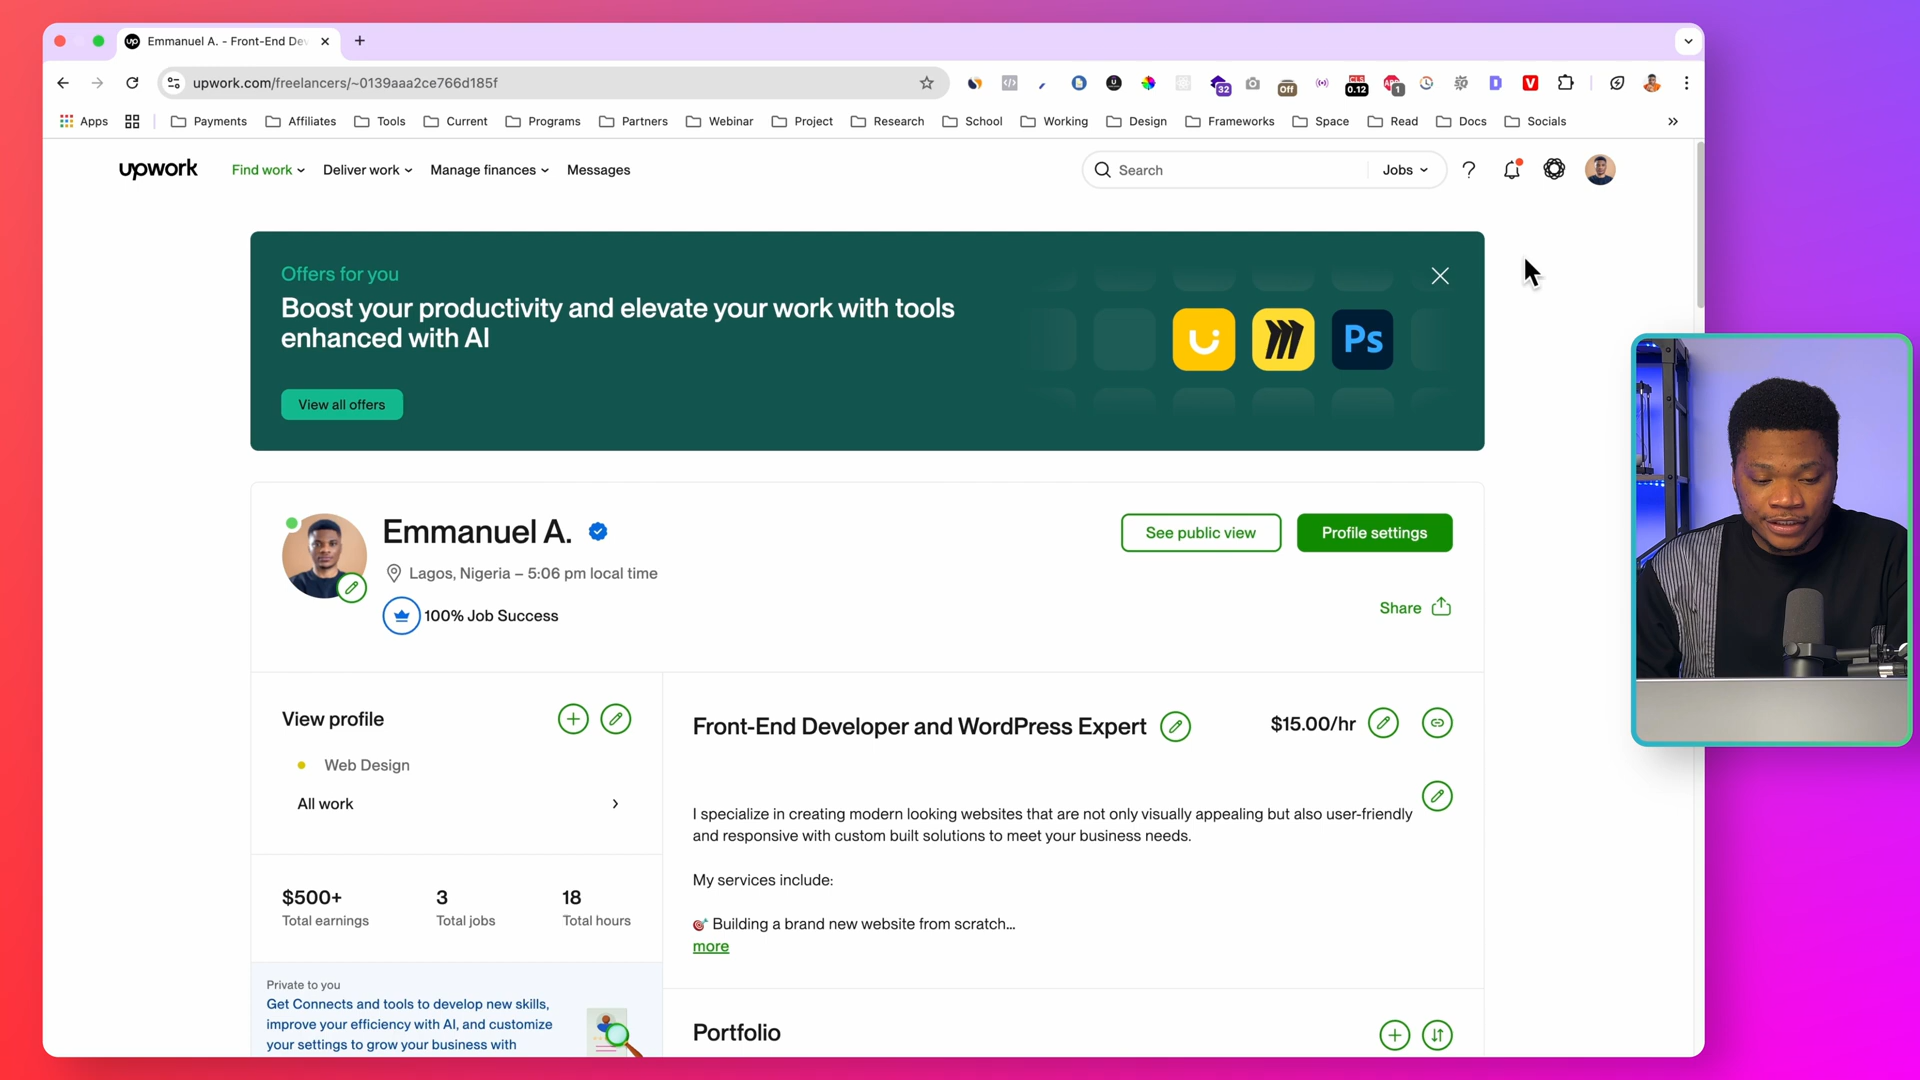 Emmanuel A. - Front-End De
upwork.com/freelancers/~0139aaa2ce766d185f
32
Off
CLS
0.12
1
Apps
Payments
Affiliates
Tools
Current
Programs
Partners
Webinar
Project
Research
School
Working
Design
Frameworks
Space
Read
Docs
Socials
upwork
Find work
Deliver work
Manage finances
Messages
Search
Jobs
Offers for you
Boost your productivity and elevate your work with tools
enhanced with AI
Ps
View all offers
Emmanuel A.
See public view
Profile settings
Lagos, Nigeria – 5:06 pm local time
100% Job Success
Share
View profile
Web Design
All work
$500+
Total earnings
3
Total jobs
18
Total hours
Private to you
Get Connects and tools to develop new skills,
improve your efficiency with AI, and customize
your settings to grow your business with
Front-End Developer and WordPress Expert
$15.00/hr
I specialize in creating modern looking websites that are not only visually appealing but also user-friendly
and responsive with custom built solutions to meet your business needs.
My services include:
🎯 Building a brand new website from scratch...
more
Portfolio